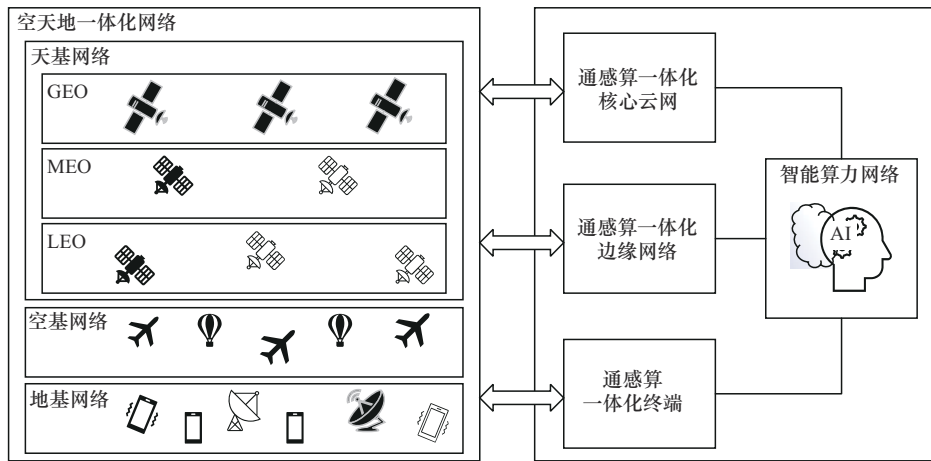 空天地一体化网络
天基网络
GEO
MEO
LEO
空基网络
地基网络
通感算一体化
核心云网
通感算一体化
边缘网络
通感算
一体化终端
智能算力网络
AI